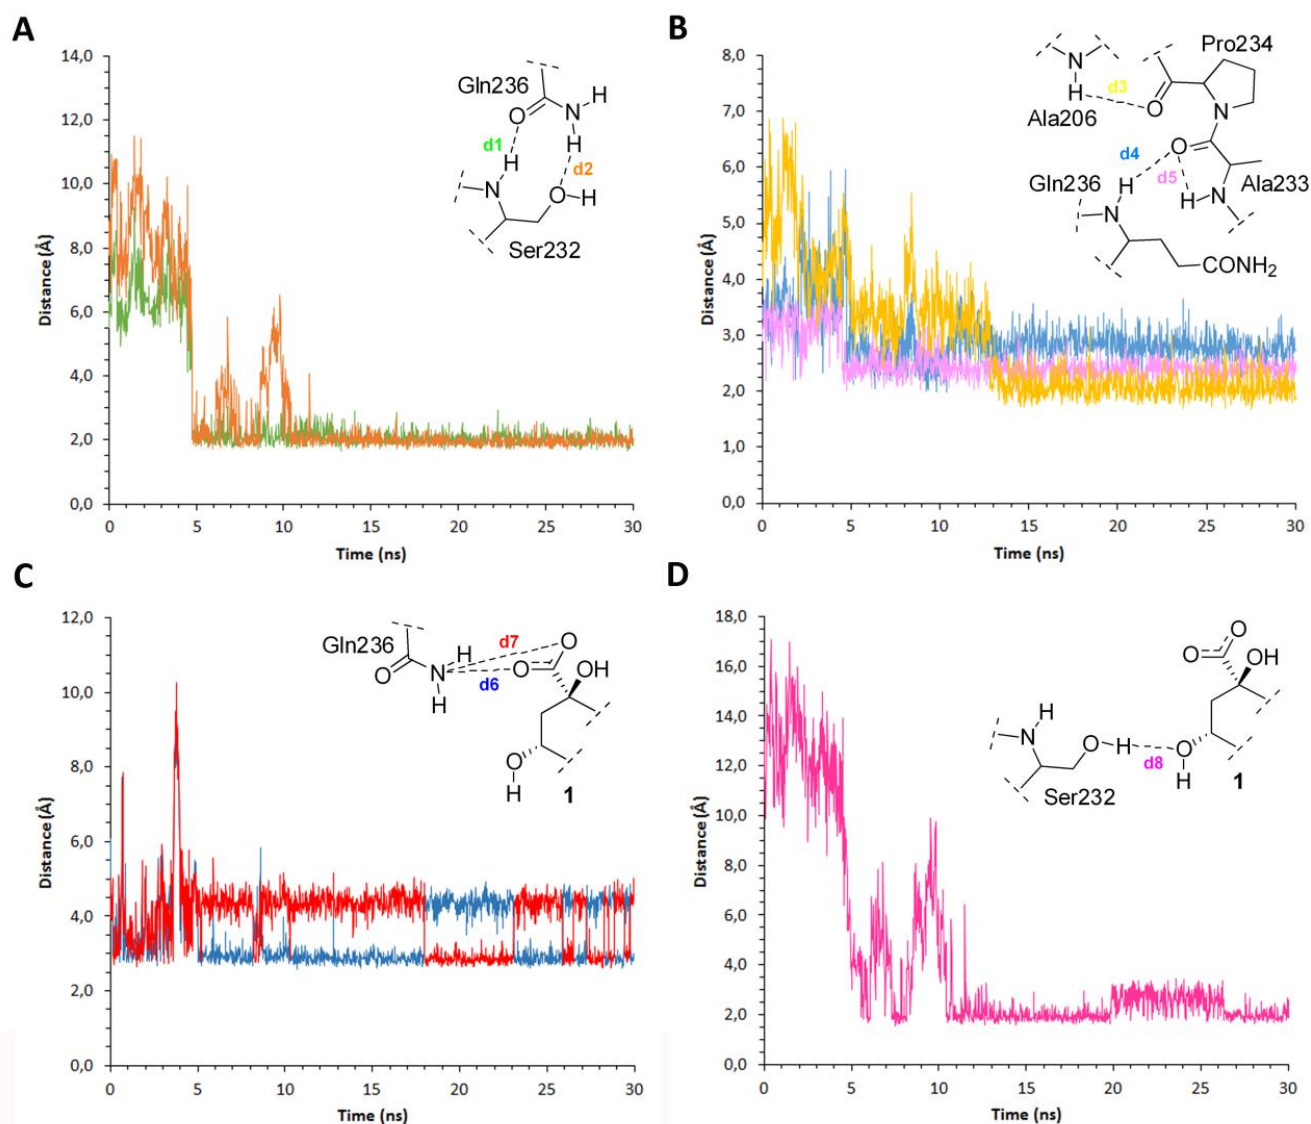 A
14,0
12,0
10,0
8,0
6,0
4,0
2,0
0,0
Distance (Å)
0 5 10 15 20 25 30
Time (ns)
Gln236
O
N
H
H
d1
d2
H
N
O
H
Ser232
B
8,0
7,0
6,0
5,0
4,0
3,0
2,0
1,0
0,0
Distance (Å)
0 5 10 15 20 25 30
Time (ns)
Pro234
N
H
d3
O
Ala206
N
d4
O
Gln236
H
d5
Ala233
N
H
N
CONH2
C
12,0
10,0
8,0
6,0
4,0
2,0
0,0
Distance (Å)
0 5 10 15 20 25 30
Time (ns)
Gln236
d7
O
H
O
N
O
OH
d6
H
O
H
1
D
18,0
16,0
14,0
12,0
10,0
8,0
6,0
4,0
2,0
0,0
Distance (Å)
0 5 10 15 20 25 30
Time (ns)
O
O
OH
H
N
O
H
O
d8
H
Ser232
1